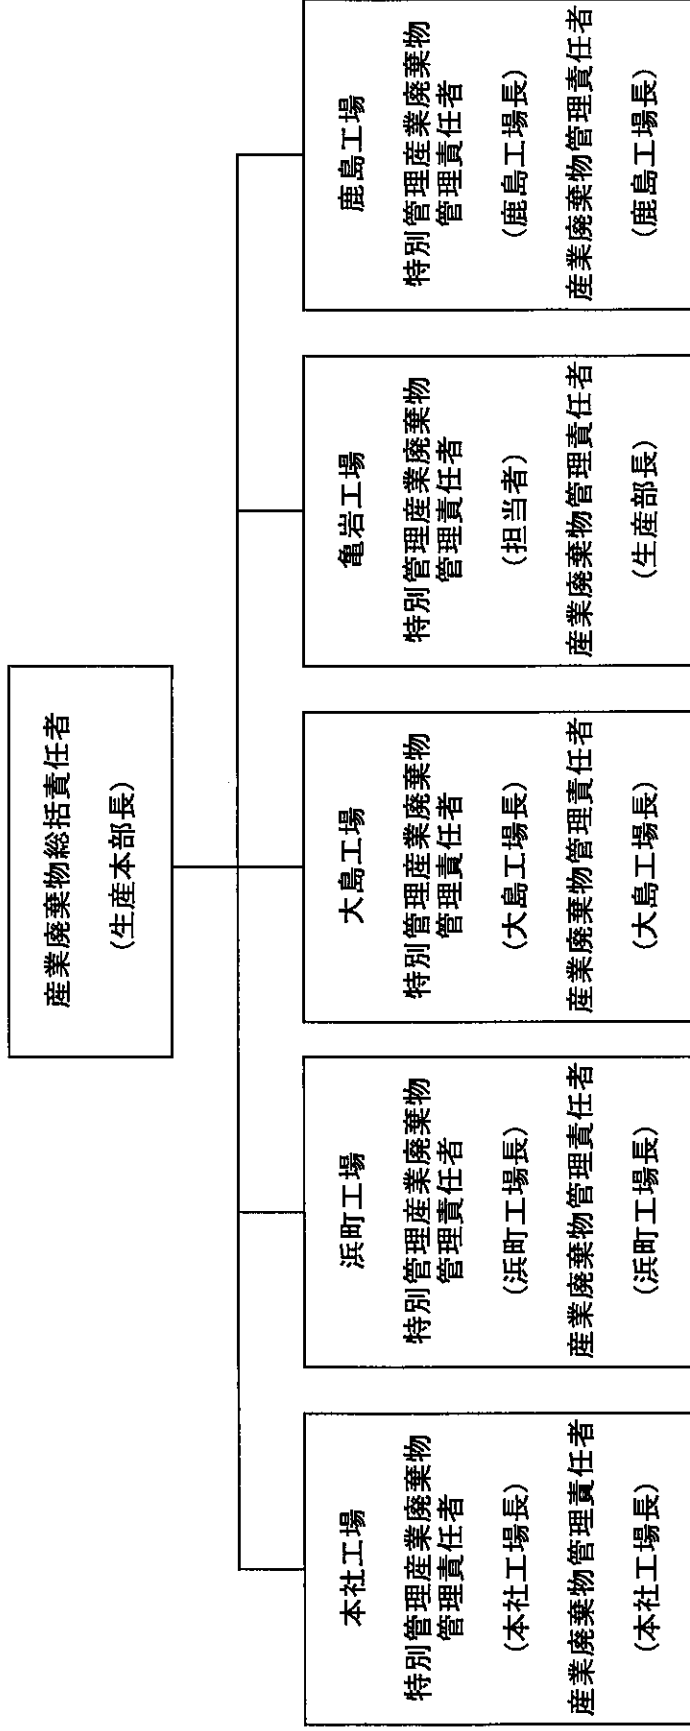 産業廃棄物総括責任者
(生産本部長)
本社工場
特別管理産業廃棄物
管理責任者
(本社工場長)
産業廃棄物管理責任者
(本社工場長)
浜町工場
特別管理産業廃棄物
管理責任者
(浜町工場長)
産業廃棄物管理責任者
(浜町工場長)
大島工場
特別管理産業廃棄物
管理責任者
(大島工場長)
産業廃棄物管理責任者
(大島工場長)
亀岩工場
特別管理産業廃棄物
管理責任者
(担当者)
産業廃棄物管理責任者
(生産部長)
鹿島工場
特別管理産業廃棄物
管理責任者
(鹿島工場長)
産業廃棄物管理責任者
(鹿島工場長)